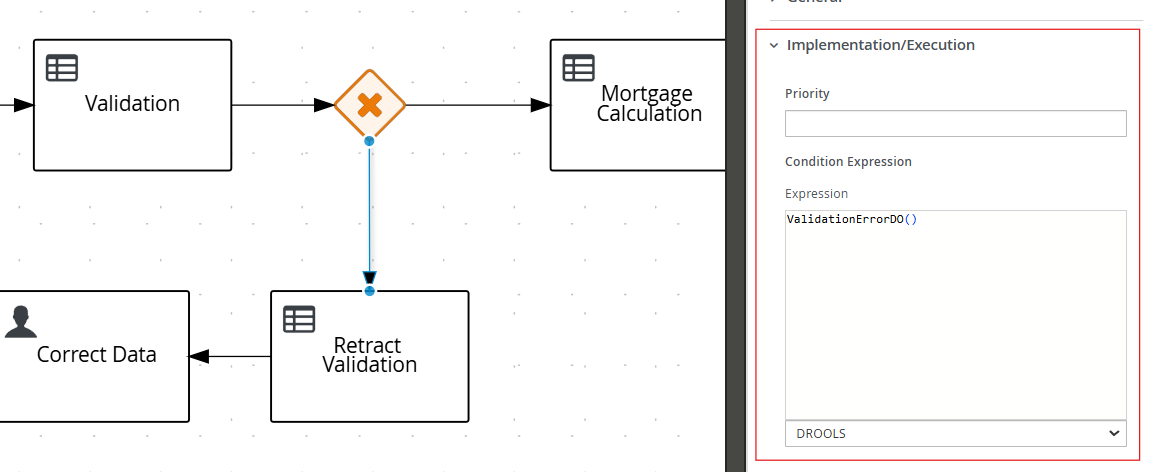 General
Implementation/Execution
Priority
Condition Expression
Expression
ValidationErrorDO()
DROOLS
Validation
Mortgage
Calculation
Correct Data
Retract
Validation